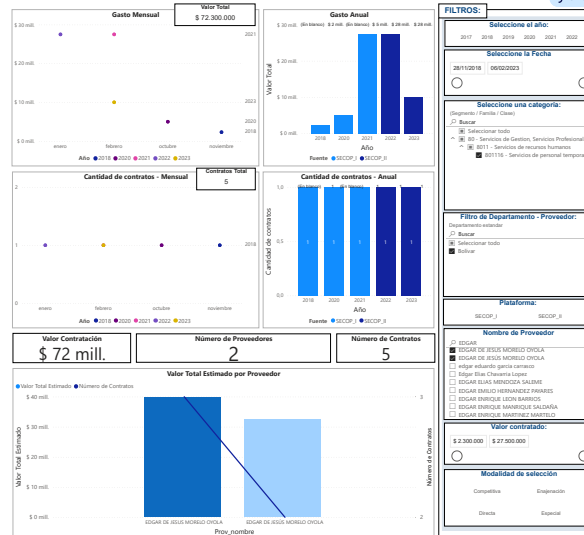 Gasto Mensual
Valor Total
$ 72.300.000
$ 30 mill.
$ 20 mill.
$ 10 mill.
$ 0 mill.
2021
2023
2020
2018
enero
febrero
octubre
noviembre
Año 2018 2020 2021 2022 2023
Gasto Anual
(En blanco) $ 2 mill. (En blanco) $ 5 mill. $ 28 mill. $ 28 mill.
Valor Total
$ 30 mill.
$ 20 mill.
$ 10 mill.
$ 0 mill.
2018 2020 2021 2022 2023
Año
Fuente SECOP_I SECOP_II
Cantidad de contratos - Mensual
Contratos Total
5
2
1
0
2018
enero
febrero
octubre
noviembre
Año 2018 2020 2021 2022 2023
Cantidad de contratos - Anual
Cantidad de contratos
1,0
0,5
0,0
1 1 1 1 1
2018 2020 2021 2022 2023
Año
Fuente SECOP_I SECOP_II
Valor Contratación
$ 72 mill.
Número de Proveedores
2
Número de Contratos
5
Valor Total Estimado por Proveedor
Valor Total Estimado Número de Contratos
Valor Total Estimado
$ 40 mill.
$ 30 mill.
$ 20 mill.
$ 10 mill.
$ 0 mill.
3
2
Número de Contratos
EDGAR DE JESÚS MORELO OYOLA
EDGAR DE JESUS MORELO OYOLA
Prov_nombre
FILTROS:
Seleccione el año:
2017 2018 2019 2020 2021 2022
Seleccione la Fecha
28/11/2018 06/02/2023
Seleccione una categoría:
(Segmento / Familia / Clase)
Buscar
Seleccionar todo
80 - Servicios de Gestion, Servicios Profesional
8011 - Servicios de recursos humanos
801116 - Servicios de personal tempora
Filtro de Departamento - Proveedor:
Departamento estandar
Buscar
Seleccionar todo
Bolivar
Plataforma:
SECOP_I SECOP_II
Nombre de Proveedor
EDGAR
EDGAR DE JESUS MORELO OYOLA
EDGAR DE JESÚS MORELO OYOLA
edgar eduardo garcia carrasco
Edgar Elias Chavarria Lopez
EDGAR ELIAS MENDOZA SALEME
EDGAR EMILIO HERNANDEZ PAYARES
EDGAR ENRIQUE LEON BARRIOS
EDGAR ENRIQUE MANRIQUE SALDAÑA
EDGAR ENRIQUE MARTINEZ MARTELO
Valor contratado:
$ 2.300.000 $ 27.500.000
Modalidad de selección
Competitiva Enajenación
Directa Especial